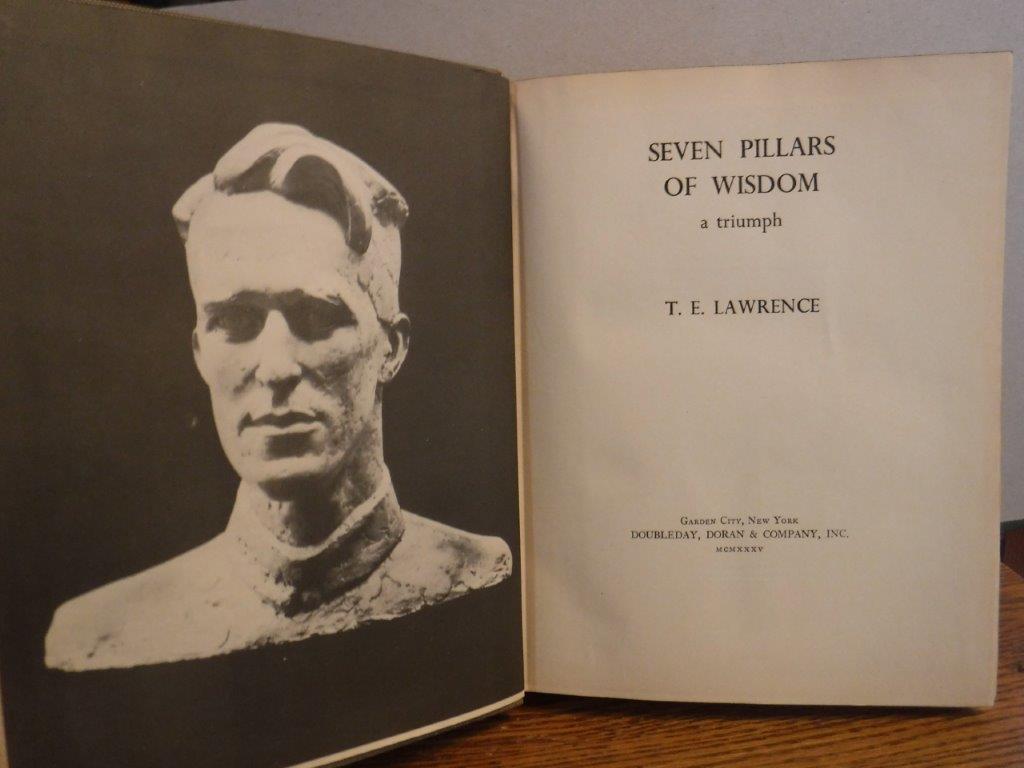 SEVEN PILLARS
OF WISDOM
a triumph
T. E. LAWRENCE
Garden City, New York
DOUBLEDAY, DORAN & COMPANY, INC.
MCMXXXV